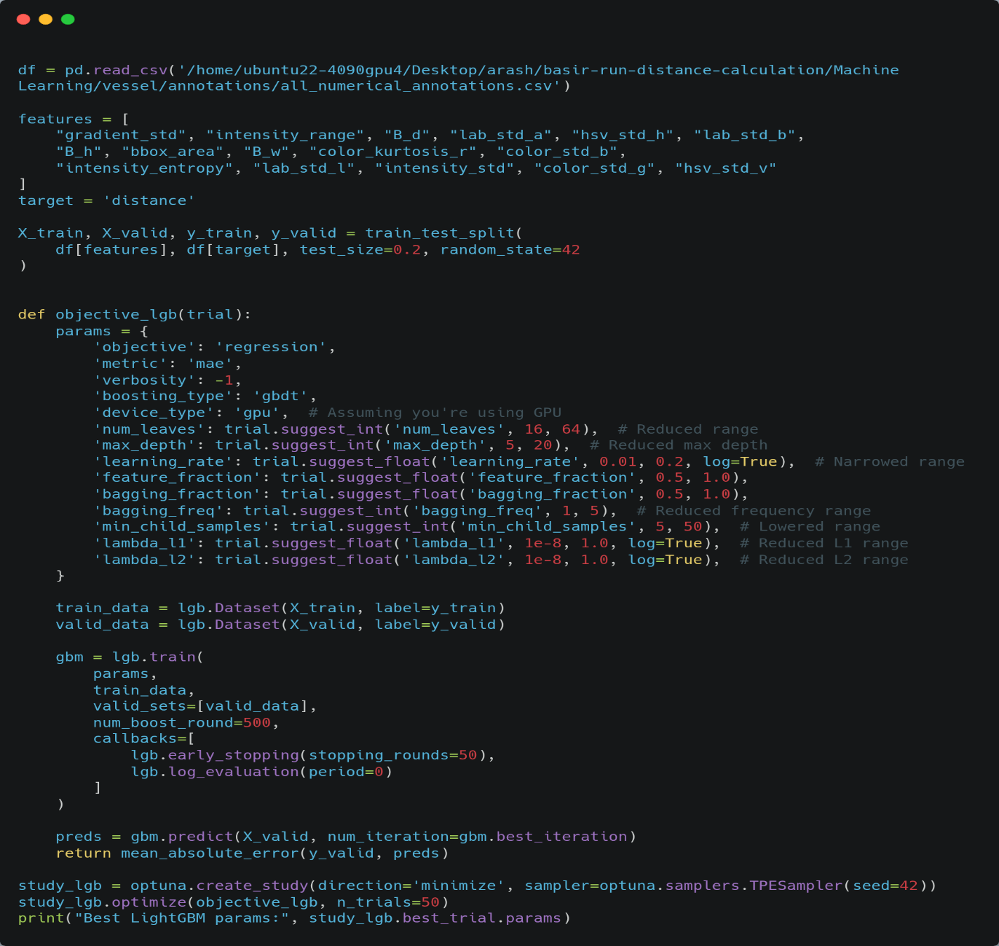 df = pd.read_csv('/home/ubuntu22-4090gpu4/Desktop/arash/basir-run-distance-calculation/Machine
Learning/vessel/annotations/all_numerical_annotations.csv')

features = [
    "gradient_std", "intensity_range", "B_d", "lab_std_a", "hsv_std_h", "lab_std_b",
    "B_h", "bbox_area", "B_w", "color_kurtosis_r", "color_std_b",
    "intensity_entropy", "lab_std_l", "intensity_std", "color_std_g", "hsv_std_v"
]
target = 'distance'

X_train, X_valid, y_train, y_valid = train_test_split(
    df[features], df[target], test_size=0.2, random_state=42
)


def objective_lgb(trial):
    params = {
        'objective': 'regression',
        'metric': 'mae',
        'verbosity': -1,
        'boosting_type': 'gbdt',
        'device_type': 'gpu',  # Assuming you're using GPU
        'num_leaves': trial.suggest_int('num_leaves', 16, 64),  # Reduced range
        'max_depth': trial.suggest_int('max_depth', 5, 20),  # Reduced max depth
        'learning_rate': trial.suggest_float('learning_rate', 0.01, 0.2, log=True),  # Narrowed range
        'feature_fraction': trial.suggest_float('feature_fraction', 0.5, 1.0),
        'bagging_fraction': trial.suggest_float('bagging_fraction', 0.5, 1.0),
        'bagging_freq': trial.suggest_int('bagging_freq', 1, 5),  # Reduced frequency range
        'min_child_samples': trial.suggest_int('min_child_samples', 5, 50),  # Lowered range
        'lambda_l1': trial.suggest_float('lambda_l1', 1e-8, 1.0, log=True),  # Reduced L1 range
        'lambda_l2': trial.suggest_float('lambda_l2', 1e-8, 1.0, log=True),  # Reduced L2 range
    }

    train_data = lgb.Dataset(X_train, label=y_train)
    valid_data = lgb.Dataset(X_valid, label=y_valid)

    gbm = lgb.train(
        params,
        train_data,
        valid_sets=[valid_data],
        num_boost_round=500,
        callbacks=[
            lgb.early_stopping(stopping_rounds=50),
            lgb.log_evaluation(period=0)
        ]
    )

    preds = gbm.predict(X_valid, num_iteration=gbm.best_iteration)
    return mean_absolute_error(y_valid, preds)

study_lgb = optuna.create_study(direction='minimize', sampler=optuna.samplers.TPESampler(seed=42))
study_lgb.optimize(objective_lgb, n_trials=50)
print("Best LightGBM params:", study_lgb.best_trial.params)